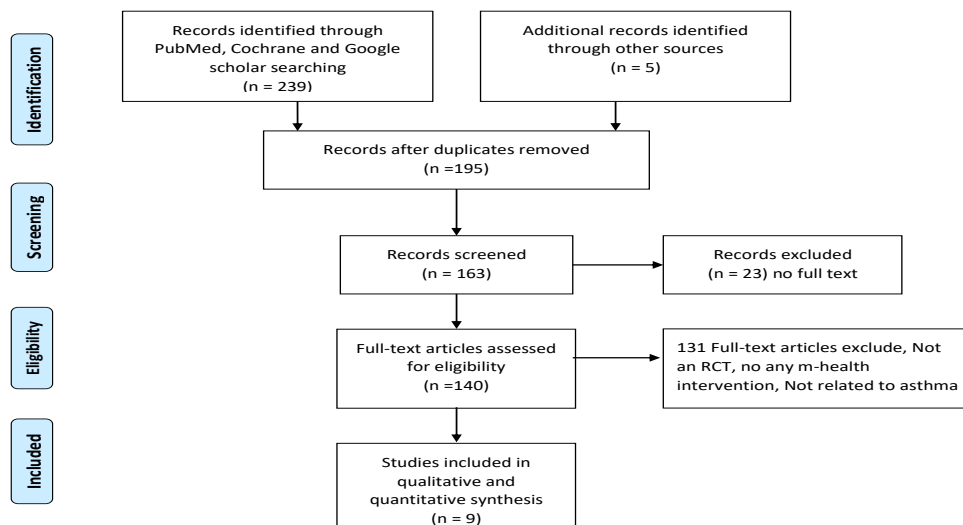 Identification
Records identified through
PubMed, Cochrane and Google
scholar searching
(n = 239)
Additional records identified
through other sources
(n = 5)
Records after duplicates removed
(n =195)
Screening
Records screened
(n = 163)
Records excluded
(n = 23) no full text
Eligibility
Full-text articles assessed
for eligibility
(n =140)
131 Full-text articles exclude, Not
an RCT, no any m-health
intervention, Not related to asthma
Included
Studies included in
qualitative and
quantitative synthesis
(n = 9)